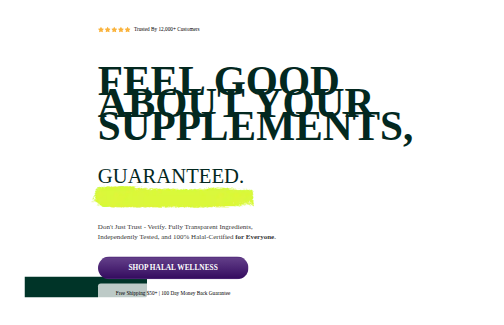 Trusted By 12,000+ Customers
FEEL GOOD
ABOUT YOUR
SUPPLEMENTS,
GUARANTEED.
Don't Just Trust - Verify. Fully Transparent Ingredients,
Independently Tested, and 100% Halal-Certified for Everyone.
SHOP HALAL WELLNESS
Free Shipping $50+ | 100 Day Money Back Guarantee